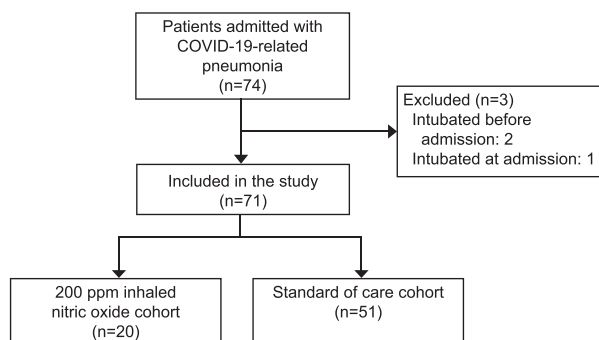 Patients admitted with
COVID-19-related
pneumonia
(n=74)
Excluded (n=3)
Intubated before
admission: 2
Intubated at admission: 1
Included in the study
(n=71)
200 ppm inhaled
nitric oxide cohort
(n=20)
Standard of care cohort
(n=51)